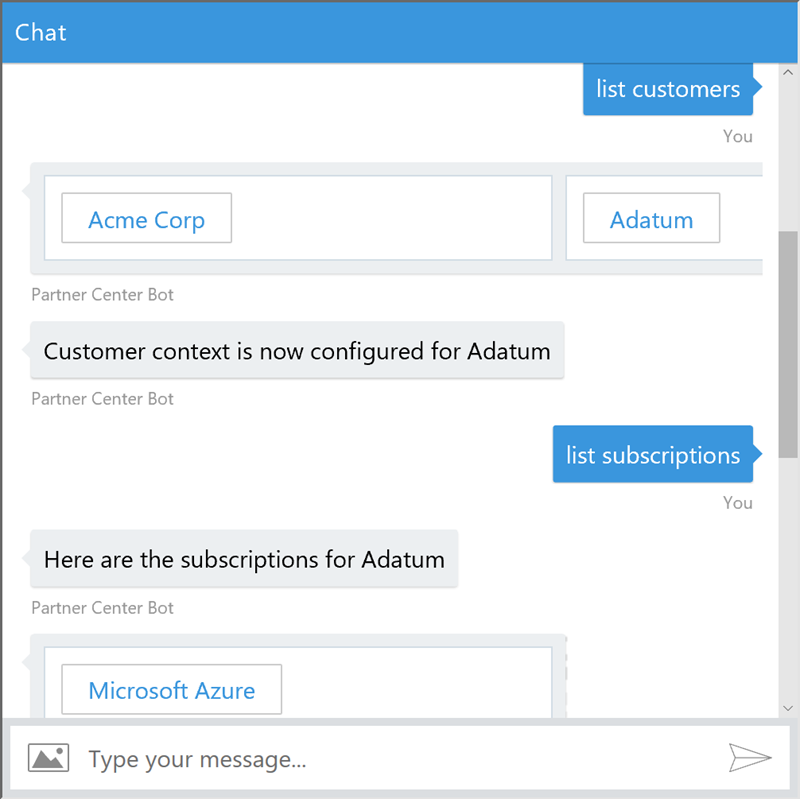 Chat
list customers
You
Acme Corp
Adatum
Partner Center Bot
Customer context is now configured for Adatum
Partner Center Bot
list subscriptions
You
Here are the subscriptions for Adatum
Partner Center Bot
Microsoft Azure
Type your message...